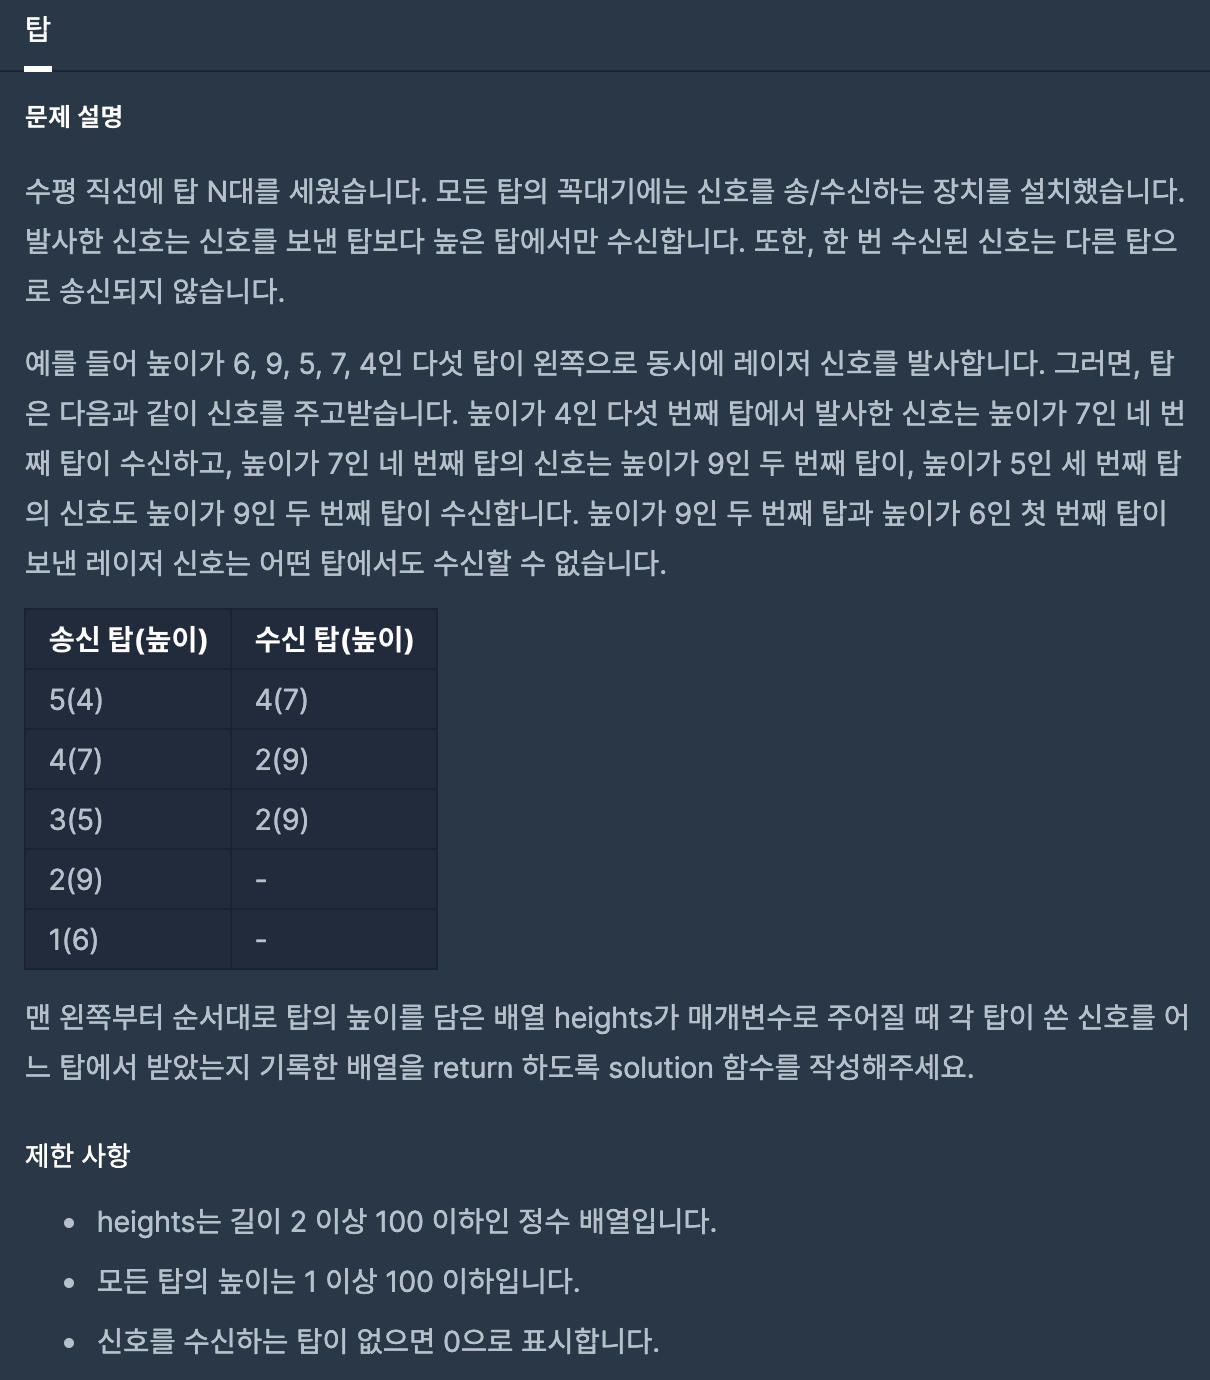 탑
문제 설명
수평 직선에 탑 N대를 세웠습니다. 모든 탑의 꼭대기에는 신호를 송/수신하는 장치를 설치했습니다.
발사한 신호는 신호를 보낸 탑보다 높은 탑에서만 수신합니다. 또한, 한 번 수신된 신호는 다른 탑으
로 송신되지 않습니다.
예를 들어 높이가 6, 9, 5, 7, 4인 다섯 탑이 왼쪽으로 동시에 레이저 신호를 발사합니다. 그러면, 탑
은 다음과 같이 신호를 주고받습니다. 높이가 4인 다섯 번째 탑에서 발사한 신호는 높이가 7인 네 번
째 탑이 수신하고, 높이가 7인 네 번째 탑의 신호는 높이가 9인 두 번째 탑이, 높이가 5인 세 번째 탑
의 신호도 높이가 9인 두 번째 탑이 수신합니다. 높이가 9인 두 번째 탑과 높이가 6인 첫 번째 탑이
보낸 레이저 신호는 어떤 탑에서도 수신할 수 없습니다.
송신 탑(높이) 수신 탑(높이)
5(4) 4(7)
4(7) 2(9)
3(5) 2(9)
2(9) -
1(6) -
맨 왼쪽부터 순서대로 탑의 높이를 담은 배열 heights가 매개변수로 주어질 때 각 탑이 쏜 신호를 어
느 탑에서 받았는지 기록한 배열을 return 하도록 solution 함수를 작성해주세요.
제한 사항
• heights는 길이 2 이상 100 이하인 정수 배열입니다.
• 모든 탑의 높이는 1 이상 100 이하입니다.
• 신호를 수신하는 탑이 없으면 0으로 표시합니다.